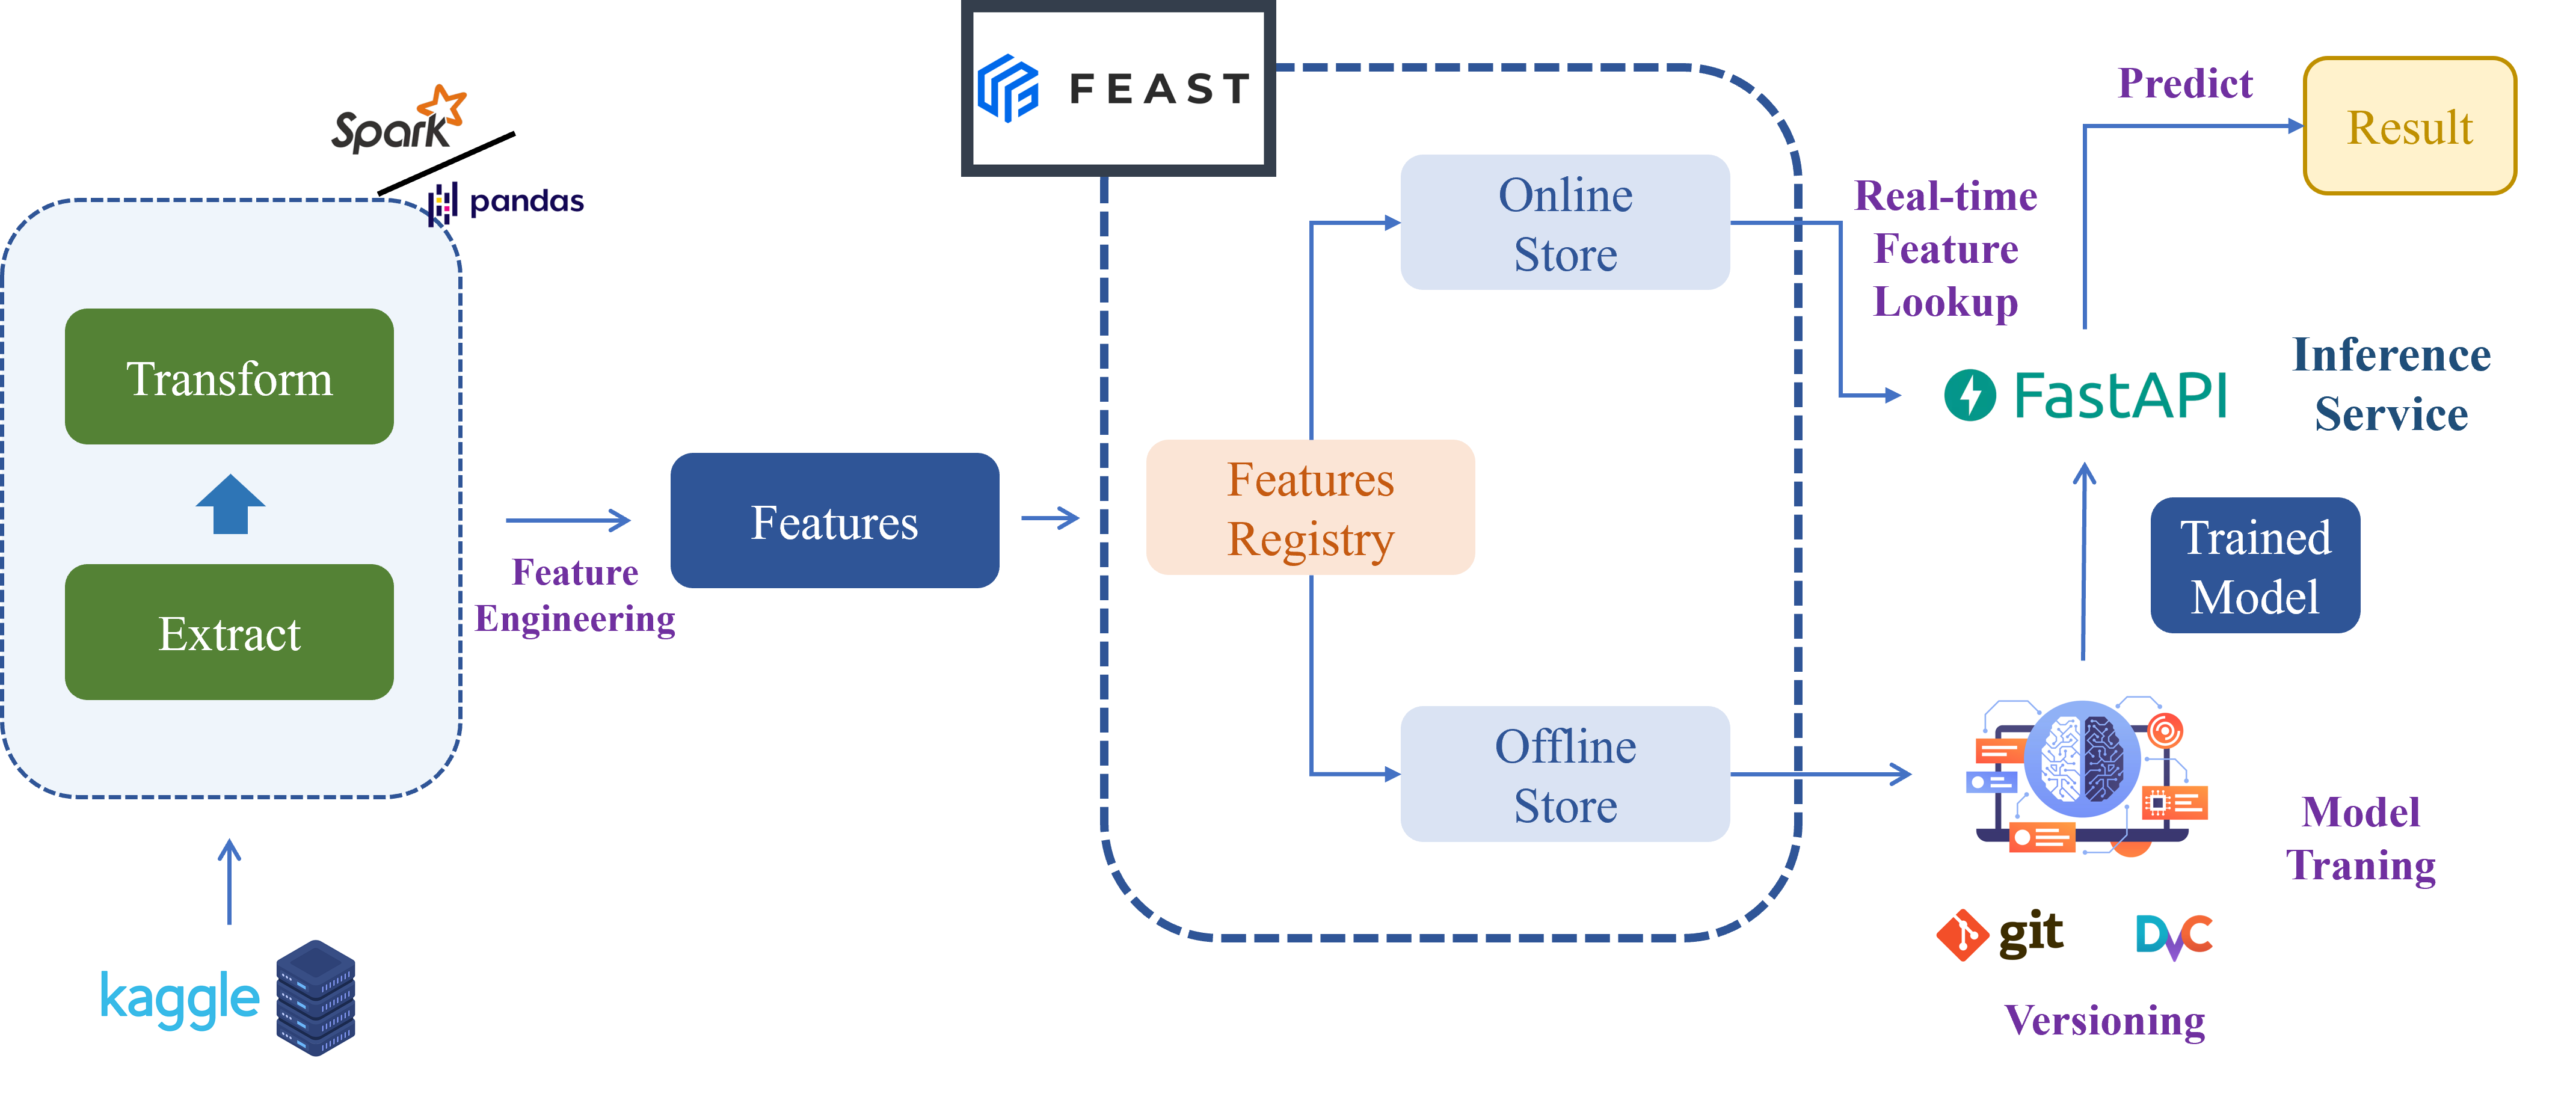 Spark
pandas
Transform
Extract
kaggle
Feature
Engineering
Features
FEAST
Online
Store
Features
Registry
Offline
Store
Real-time
Feature
Lookup
Predict
Result
FastAPI
Inference
Service
Trained
Model
Model
Traning
git
DVC
Versioning